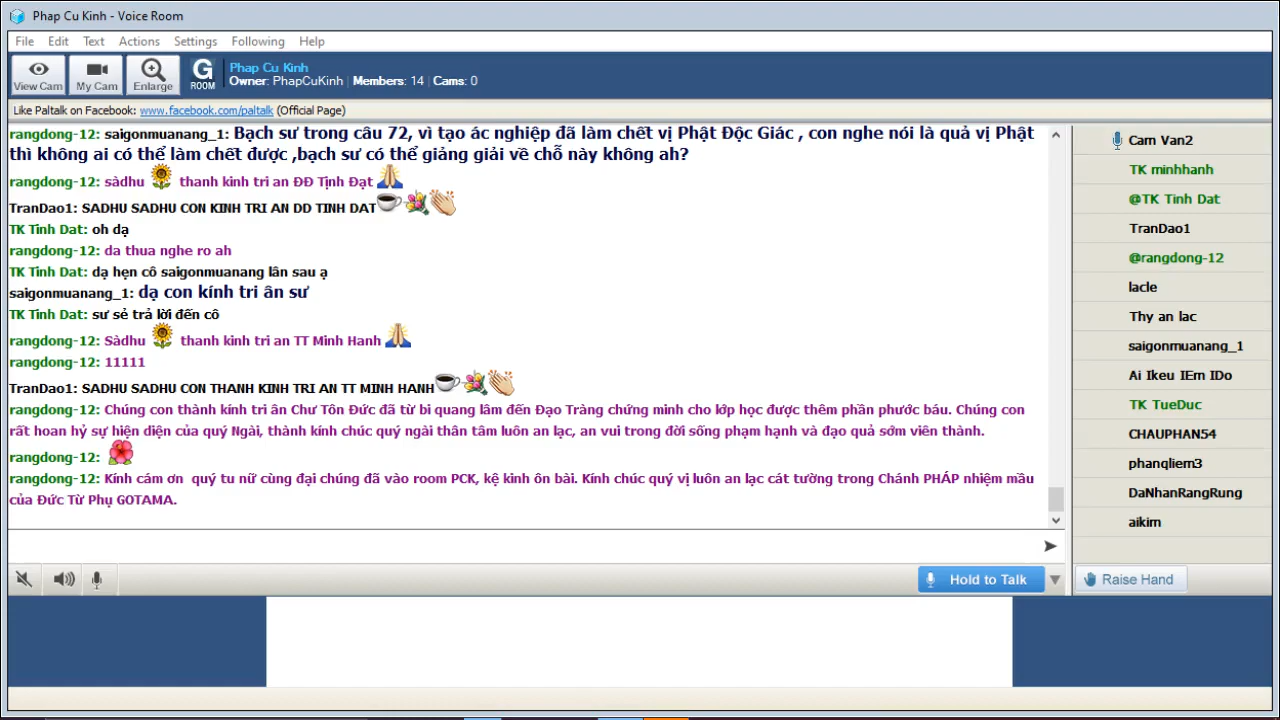 Phap Cu Kinh - Voice Room
File Edit Text Actions Settings Following Help
View Cam
My Cam
Enlarge
G
ROOM
Phap Cu Kinh
Owner: PhapCuKinh | Members: 14 | Cams: 0
Like Paltalk on Facebook: www.facebook.com/paltalk (Official Page)
rangdong-12: saigonmuanang_1: Bạch sư trong câu 72, vì tạo ác nghiệp đã làm chết vị Phật Độc Giác , con nghe nói là quả vị Phật
thì không ai có thể làm chết được ,bạch sư có thể giảng giải về chỗ này không ah?
rangdong-12: sàdhu thanh kinh tri an ĐĐ Tịnh Đạt
TranDao1: SADHU SADHU CON KINH TRI AN DD TINH DAT
TK Tinh Dat: oh dạ
rangdong-12: da thua nghe ro ah
TK Tinh Dat: dạ hẹn cô saigonmuanang lân sau ạ
saigonmuanang_1: dạ con kính tri ân sư
TK Tinh Dat: sư sẻ trả lời đến cô
rangdong-12: Sàdhu thanh kinh tri an TT Minh Hanh
rangdong-12: 11111
TranDao1: SADHU SADHU CON THANH KINH TRI AN TT MINH HANH
rangdong-12: Chúng con thành kính tri ân Chư Tôn Đức đã từ bi quang lâm đến Đạo Tràng chứng minh cho lớp học được thêm phần phước báu. Chúng con
rất hoan hỷ sự hiện diện của quý Ngài, thành kính chúc quý ngài thân tâm luôn an lạc, an vui trong đời sống phạm hạnh và đạo quả sớm viên thành.
rangdong-12:
rangdong-12: Kính cám ơn quý tu nữ cùng đại chúng đã vào room PCK, kệ kinh ôn bài. Kính chúc quý vị luôn an lạc cát tường trong Chánh PHÁP nhiệm mầu
của Đức Từ Phụ GOTAMA.
Cam Van2
TK minhhanh
@TK Tinh Dat
TranDao1
@rangdong-12
lacle
Thy an lac
saigonmuanang_1
Ai Ikeu IEm IDo
TK TueDuc
CHAUPHAN54
phanqliem3
DaNhanRangRung
aikim
Hold to Talk
Raise Hand